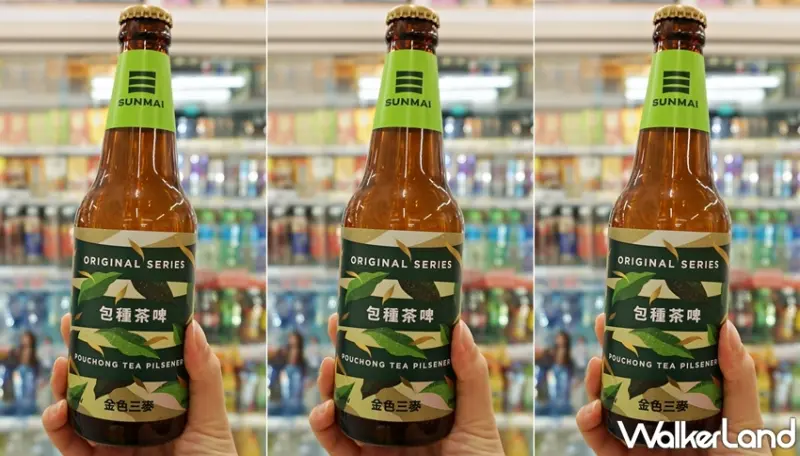 SUNMAI
ORIGINAL SERIES
包種茶啤
POUCHONG TEA PILSENER
金色三麥
SUNMAI
ORIGINAL SERIES
包種茶啤
POUCHONG TEA PILSENER
金色三麥
SUNMAI
ORIGINAL SERIES
包種茶啤
POUCHONG TEA PILSENER
金色三麥
WALKERLAND